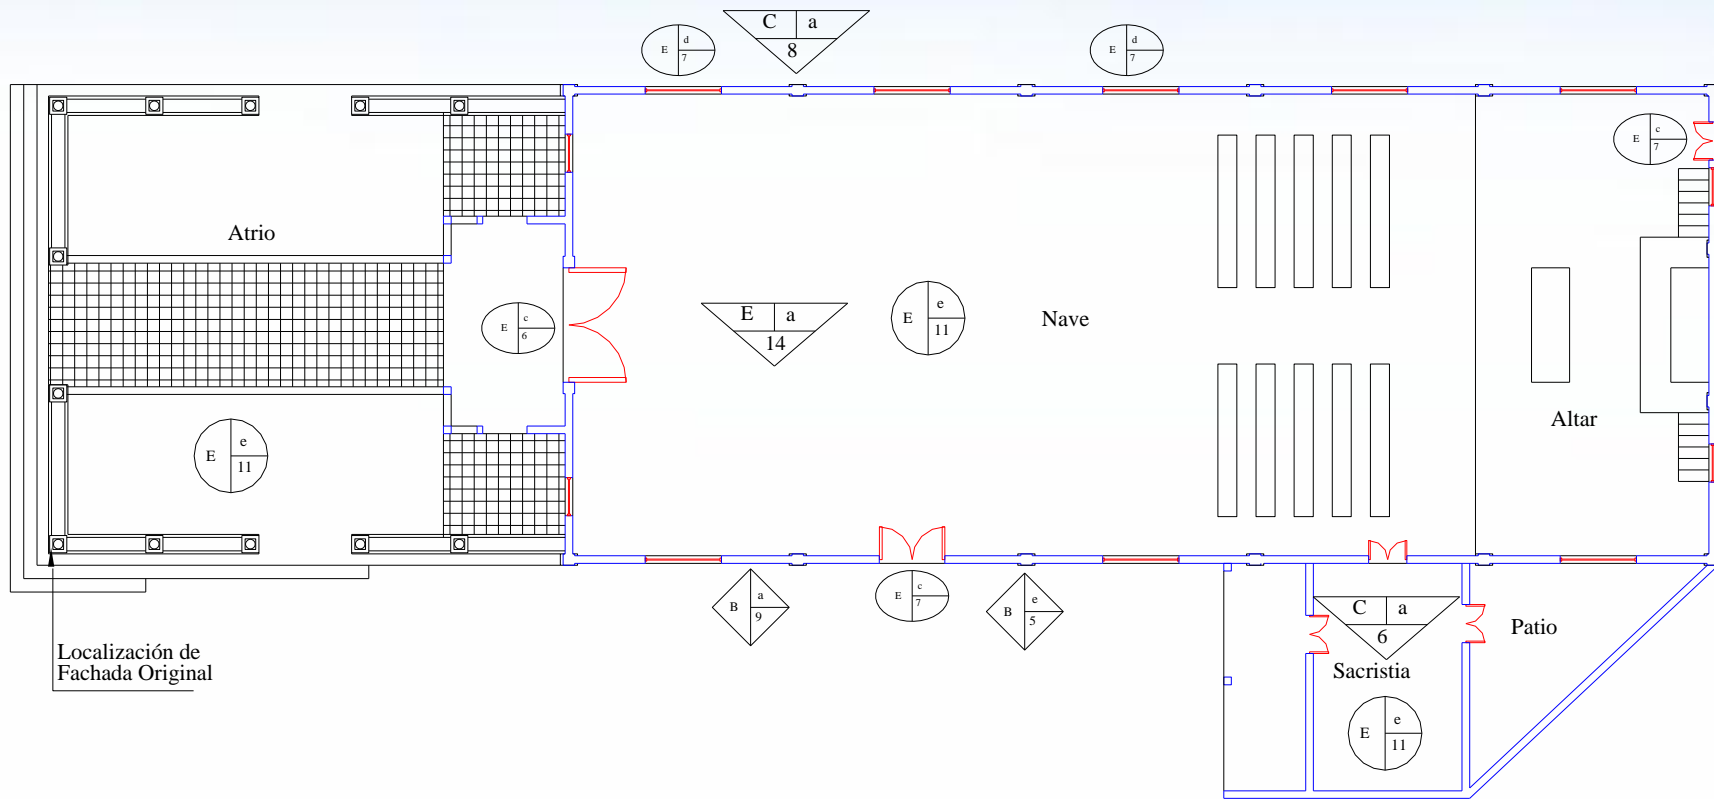 C a
8
E d
7
E d
7
E c
7
Atrio
E c
6
E a
14
E e
11
Nave
Altar
E e
11
B a
9
E c
7
B e
5
C a
6
Patio
Localización de
Fachada Original
Sacristia
E e
11